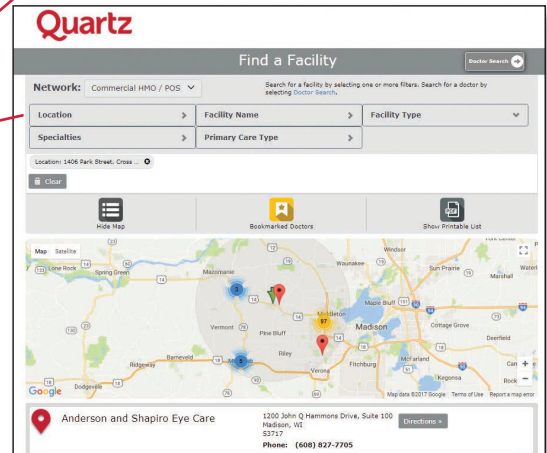 Quartz
Find a Facility
Doctor Search
Network: Commercial HMO / POS
Search for a facility by selecting one or more filters. Search for a doctor by
selecting Doctor Search.
Location > Facility Name > Facility Type
Specialties > Primary Care Type >
Location: 1406 Park Street, Cross ...
Clear
Hide Map
Bookmarked Doctors
Show Printable List
Map Satellite
Windsor
Lone Rock
Spring Green
Mazomanie
Waunakee
Sun Prairie
Marshall
Maple Bluff
3
97
Middleton
Madison
Cottage Grove
Vermont
Pine Bluff
Deerfield
Riley
Barneveld
Ridgeway
5
Verona
Fitchburg
McFarland
Kegonsa
Rock
Dodgeville
Google
Map data ©2017 Google Terms of Use Report a map error
Anderson and Shapiro Eye Care
1200 John Q Hammons Drive, Suite 100
Madison, WI
53717
Directions »
Phone: (608) 827-7705